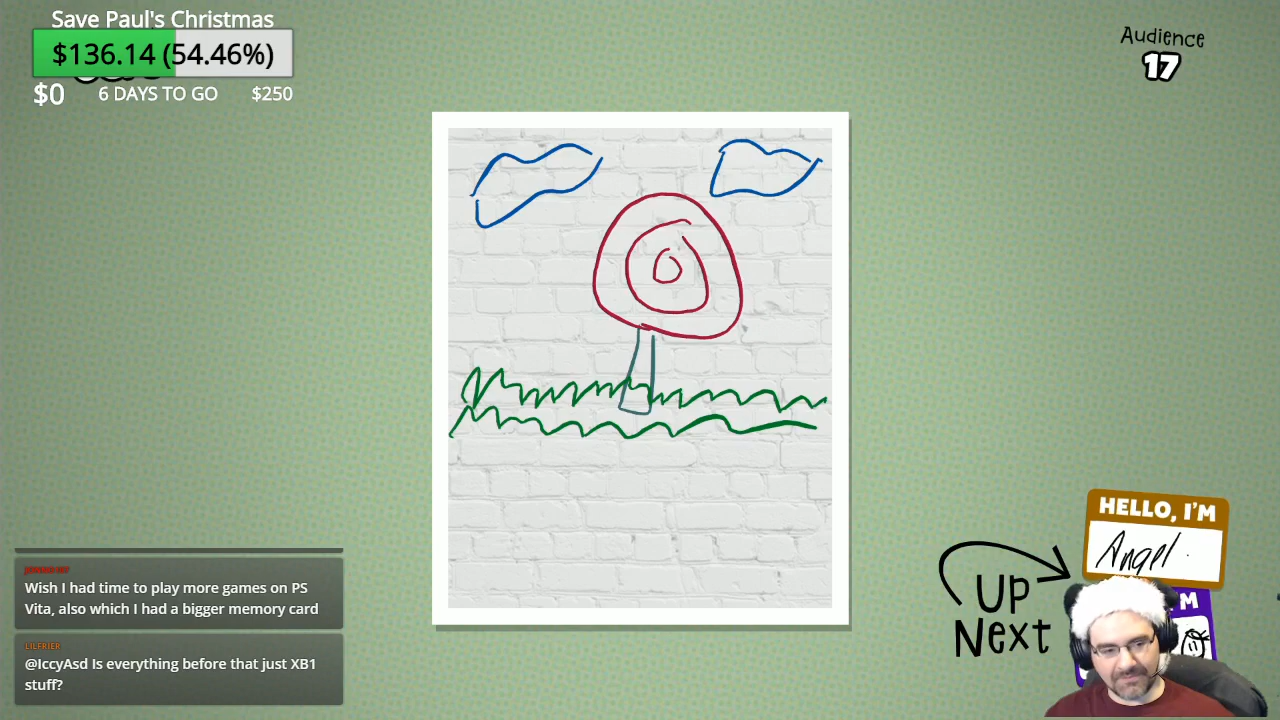 Save Paul's Christmas
$136.14 (54.46%)
$0 6 DAYS TO GO $250
Audience
17
Wish I had time to play more games on PS
Vita, also which I had a bigger memory card
LILFRIER
@IccyAsd Is everything before that just XB1
stuff?
HELLO, I'M
Angel
UP
Next
M